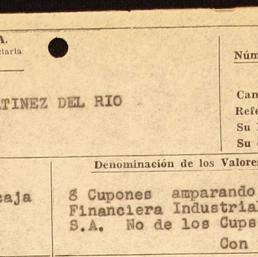 A.
ciaria
Núm
TINEZ DEL RIO
Can
Refe
Su
Su
Denominación de los Valores
caja
8 Cupones amparando
Financiera Industrial
S.A. No de los Cups
Con